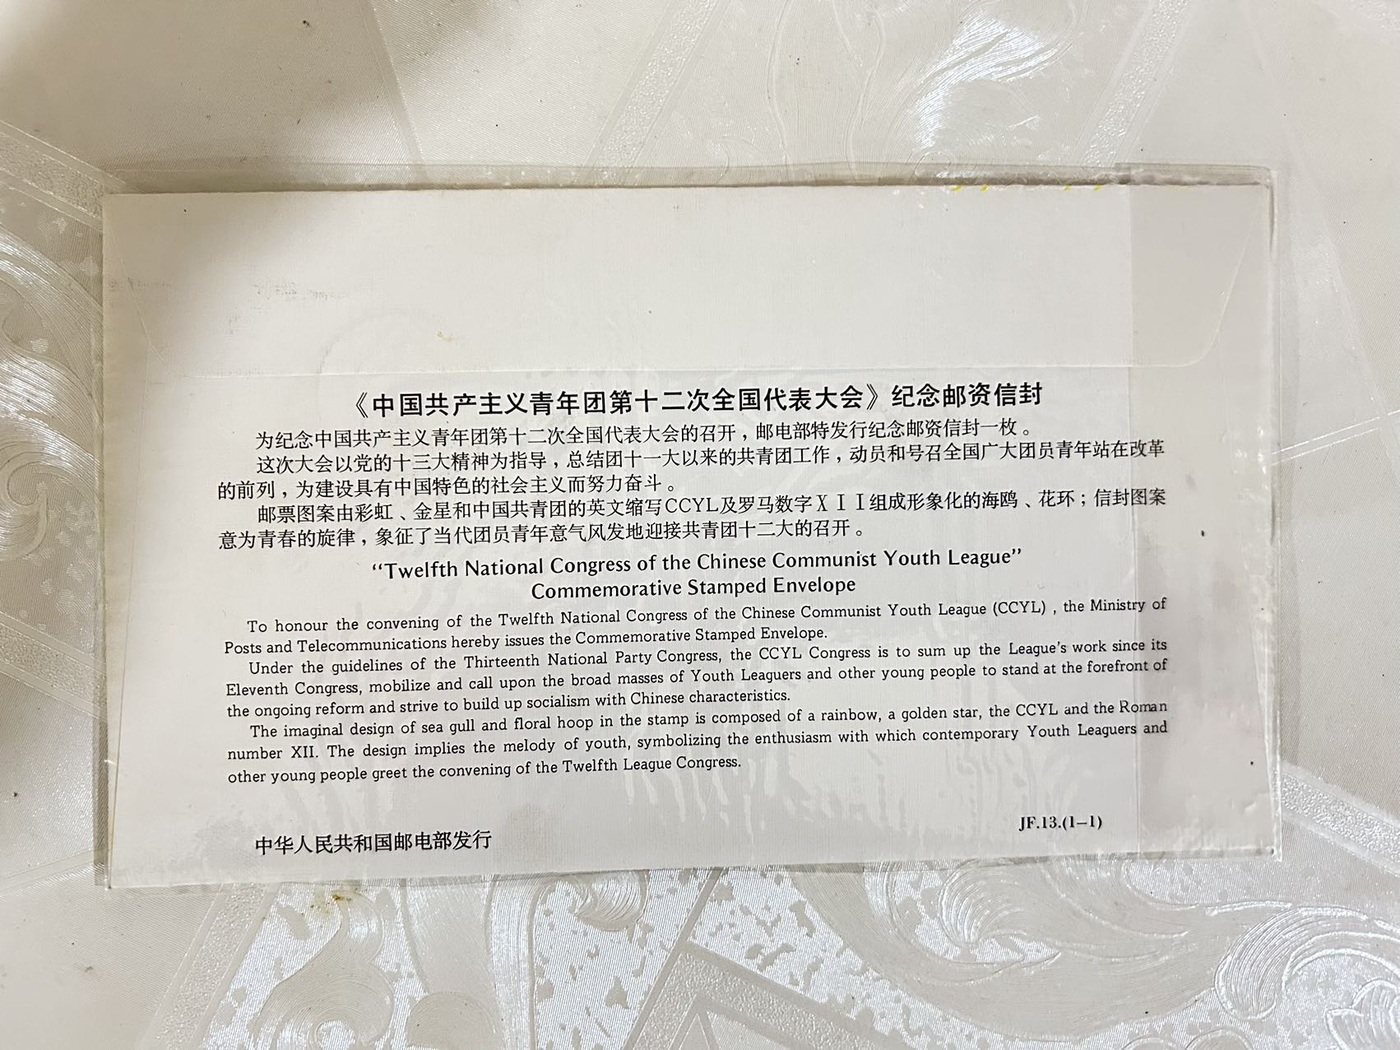 《中国共产主义青年团第十二次全国代表大会》纪念邮资信封
为纪念中国共产主义青年团第十二次全国代表大会的召开，邮电部特发行纪念邮资信封一枚。
这次大会以党的十三大精神为指导，总结团十一大以来的共青团工作，动员和号召全国广大团员青年站在改革
的前列，为建设具有中国特色的社会主义而努力奋斗。
邮票图案由彩虹、金星和中国共青团的英文缩写CCYL及罗马数字ＸＩＩ组成形象化的海鸥、花环；信封图案
意为青春的旋律，象征了当代团员青年意气风发地迎接共青团十二大的召开。
“Twelfth National Congress of the Chinese Communist Youth League”
Commemorative Stamped Envelope
To honour the convening of the Twelfth National Congress of the Chinese Communist Youth League (CCYL) , the Ministry of
Posts and Telecommunications hereby issues the Commemorative Stamped Envelope.
Under the guidelines of the Thirteenth National Party Congress, the CCYL Congress is to sum up the League's work since its
Eleventh Congress, mobilize and call upon the broad masses of Youth Leaguers and other young people to stand at the forefront of
the ongoing reform and strive to build up socialism with Chinese characteristics.
The imaginal design of sea gull and floral hoop in the stamp is composed of a rainbow, a golden star, the CCYL and the Roman
number XII. The design implies the melody of youth, symbolizing the enthusiasm with which contemporary Youth Leaguers and
other young people greet the convening of the Twelfth League Congress.
JF.13.(1–1)
中华人民共和国邮电部发行